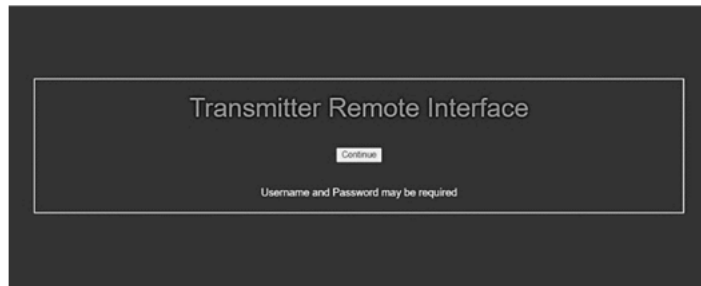 Transmitter Remote Interface
Continue
Username and Password may be required